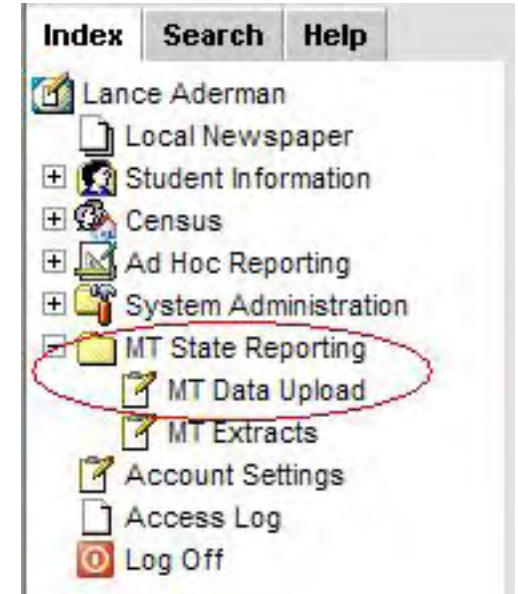 Index Search Help
Lance Aderman
Local Newspaper
Student Information
Census
Ad Hoc Reporting
System Administration
MT State Reporting
MT Data Upload
MT Extracts
Account Settings
Access Log
Log Off